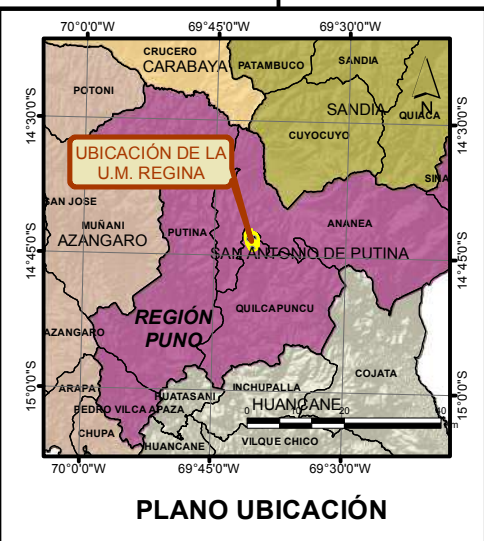 70°0'0"W 69°45'0"W 69°30'0"W
CRUCERO
CARABAYA
PATAMBUCO
SANDIA
POTONI
N
SANDIA
QUIACA
14°30'0"S
14°30'0"S
CUYOCUYO
UBICACIÓN DE LA
U.M. REGINA
SINA
SAN JOSE
ANANEA
MUÑANI
PUTINA
AZANGARO
SAN ANTONIO DE PUTINA
14°45'0"S
14°45'0"S
QUILCAPUNCU
REGIÓN
PUNO
AZANGARO
COJATA
INCHUPALLA
ARAPA
HUATASANI
15°0'0"S
15°0'0"S
PEDRO VILCA APAZA
HUANCANE
0 10 20 40
CHUPA
HUANCANE
VILQUE CHICO
70°0'0"W 69°45'0"W 69°30'0"W
PLANO UBICACIÓN